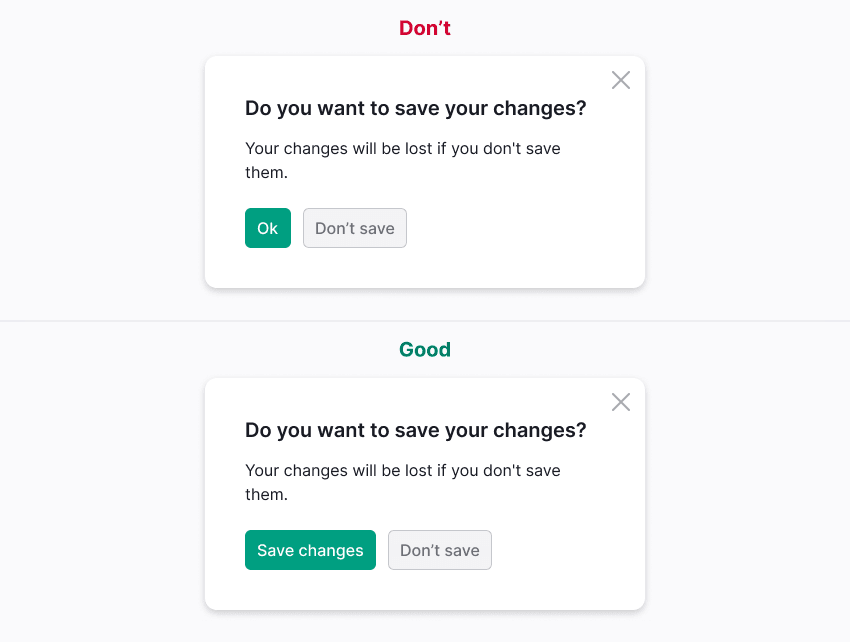 Don’t
Do you want to save your changes?
Your changes will be lost if you don't save
them.
Ok
Don’t save
Good
Do you want to save your changes?
Your changes will be lost if you don't save
them.
Save changes
Don’t save